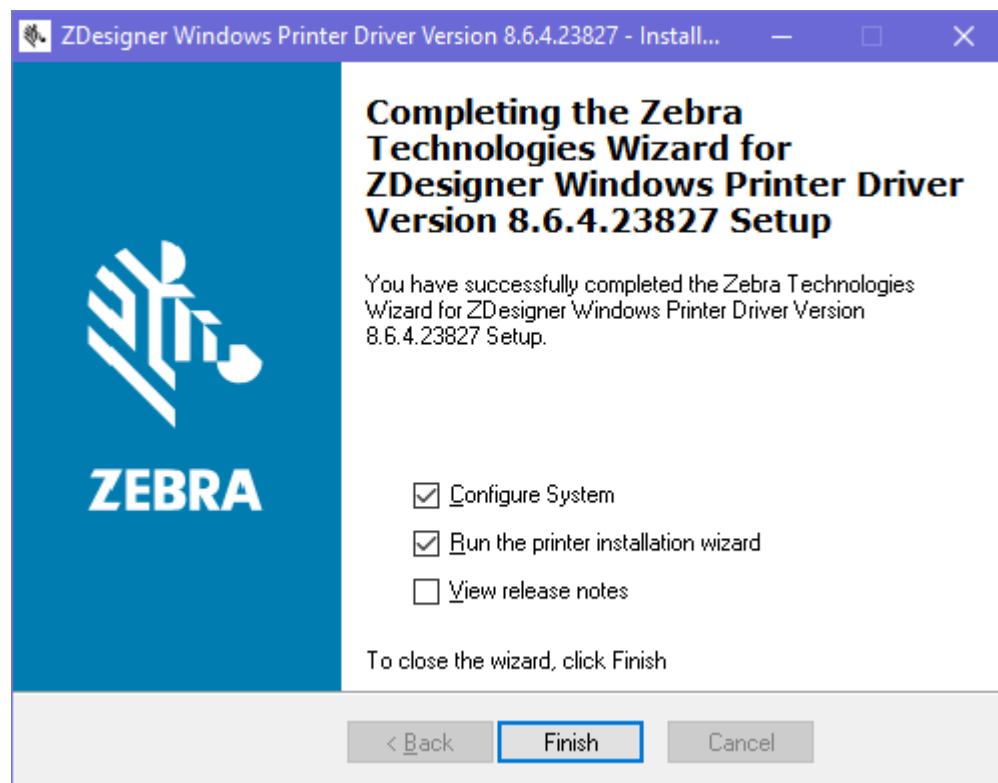 ZDesigner Windows Printer Driver Version 8.6.4.23827 - Install...
Completing the Zebra
Technologies Wizard for
ZDesigner Windows Printer Driver
Version 8.6.4.23827 Setup
You have successfully completed the Zebra Technologies
Wizard for ZDesigner Windows Printer Driver Version
8.6.4.23827 Setup.
ZEBRA
Configure System
Run the printer installation wizard
View release notes
To close the wizard, click Finish
< Back
Finish
Cancel